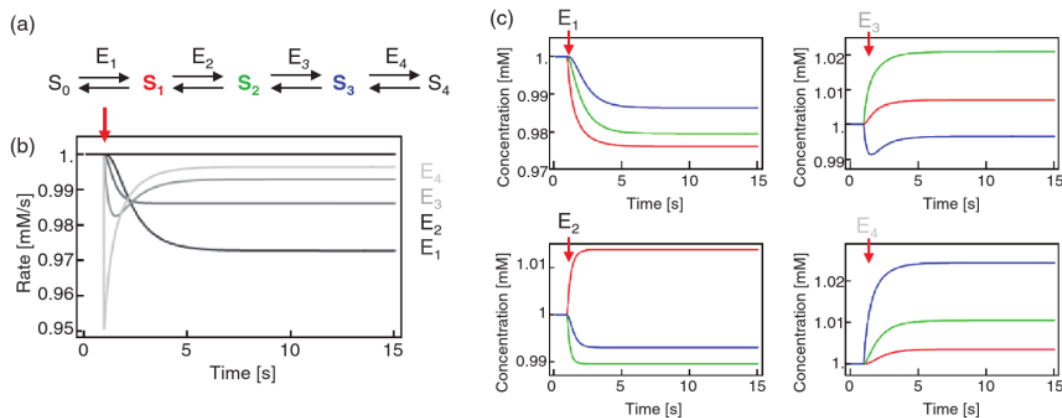 (a)
E1 E2 E3 E4
S0 S1 S2 S3 S4
(b)
Rate [mM/s]
1.
0.99
0.98
0.97
0.96
0.95
0 5 10 15
Time [s]
E4
E3
E2
E1
(c)
E1
Concentration [mM]
1.
0.99
0.98
0.97
0 5 10 15
Time [s]
E3
Concentration [mM]
1.02
1.01
1.
0.99
0 5 10 15
Time [s]
E2
Concentration [mM]
1.01
1.
0.99
0 5 10 15
Time [s]
E4
Concentration [mM]
1.02
1.01
1.
0 5 10 15
Time [s]